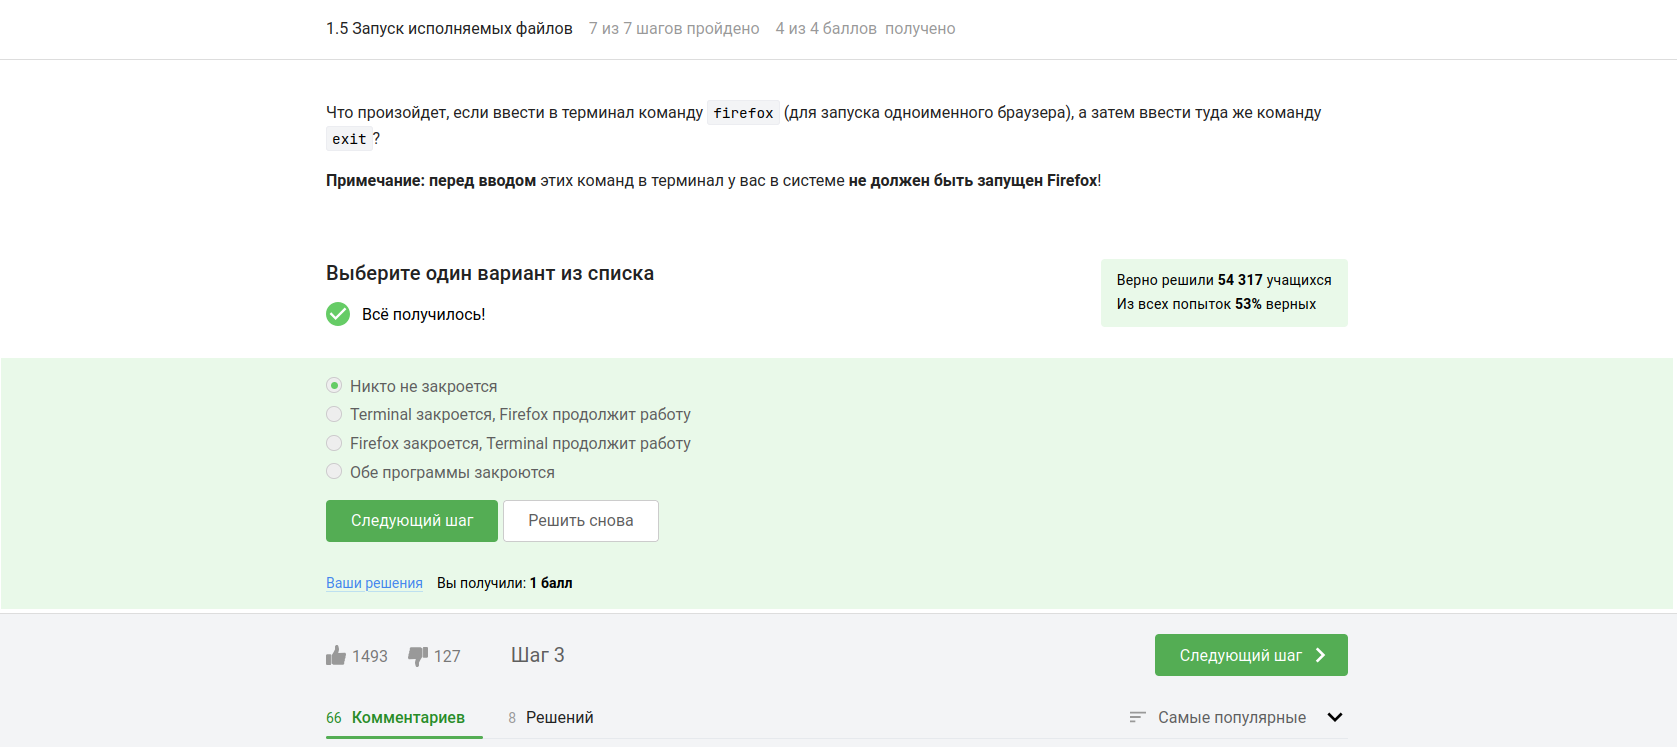 1.5 Запуск исполняемых файлов 7 из 7 шагов пройдено 4 из 4 баллов получено
Что произойдет, если ввести в терминал команду firefox (для запуска одноименного браузера), а затем ввести туда же команду
exit ?
Примечание: перед вводом этих команд в терминал у вас в системе не должен быть запущен Firefox!
Выберите один вариант из списка
Всё получилось!
Верно решили 54 317 учащихся
Из всех попыток 53% верных
Никто не закроется
Terminal закроется, Firefox продолжит работу
Firefox закроется, Terminal продолжит работу
Обе программы закроются
Следующий шаг Решить снова
Ваши решения Вы получили: 1 балл
1493 127 Шаг 3 Следующий шаг
66 Комментариев 8 Решений Самые популярные